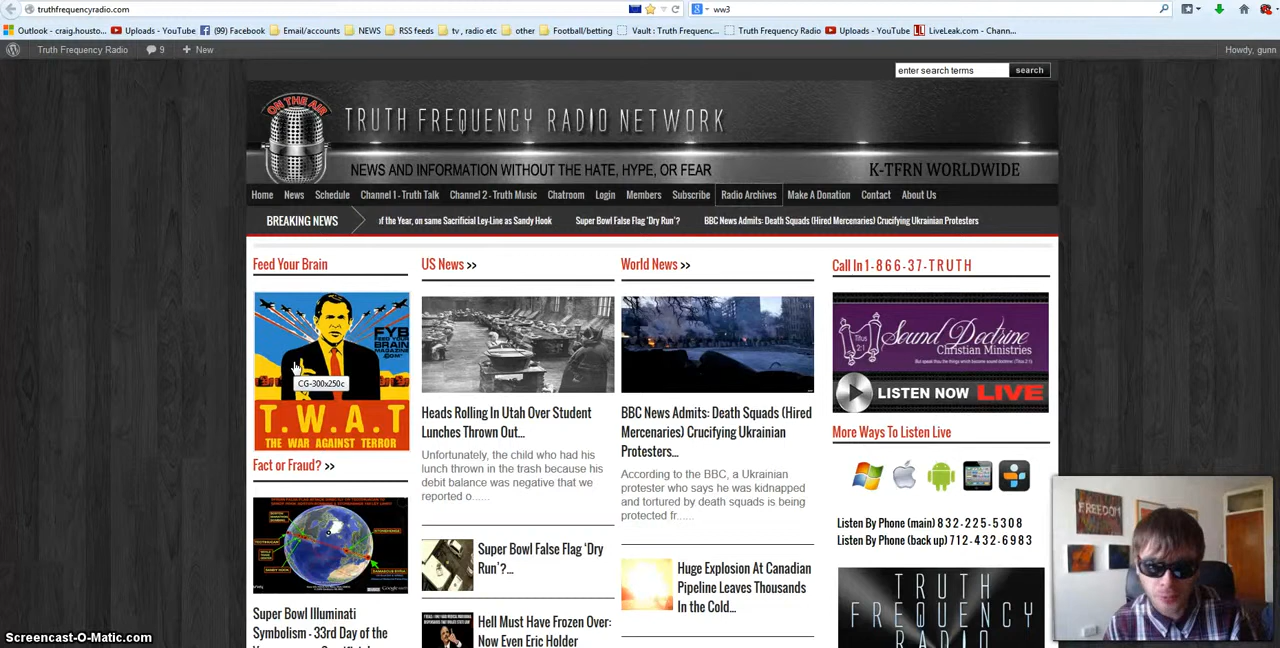 truthfrequencyradio.com
ww3
Outlook - craig.housto... Uploads - YouTube (99) Facebook Email/accounts NEWS RSS feeds tv , radio etc other Football/betting Vault : Truth Frequenc... Truth Frequency Radio Uploads - YouTube LiveLeak.com - Chann...
Truth Frequency Radio 9 + New Howdy, gunn
enter search terms search
ON THE AIR
TRUTH FREQUENCY RADIO NETWORK
NEWS AND INFORMATION WITHOUT THE HATE, HYPE, OR FEAR K-TFRN WORLDWIDE
Home News Schedule Channel 1 - Truth Talk Channel 2 - Truth Music Chatroom Login Members Subscribe Radio Archives Make A Donation Contact About Us
BREAKING NEWS of the Year, on same Sacrificial Ley-Line as Sandy Hook Super Bowl False Flag ‘Dry Run’? BBC News Admits: Death Squads (Hired Mercenaries) Crucifying Ukrainian Protesters
Feed Your Brain
FYB
FEED YOUR
BRAIN
MAGAZINE
.COM
CG-300x250c
T.W.A.T
THE WAR AGAINST TERROR
Fact or Fraud? >>
Super Bowl Illuminati
Symbolism - 33rd Day of the
US News >>
Heads Rolling In Utah Over Student
Lunches Thrown Out...
Unfortunately, the child who had his
lunch thrown in the trash because his
debit balance was negative that we
reported o......
Super Bowl False Flag ‘Dry
Run’?...
Hell Must Have Frozen Over:
Now Even Eric Holder
World News >>
BBC News Admits: Death Squads (Hired
Mercenaries) Crucifying Ukrainian
Protesters...
According to the BBC, a Ukrainian
protester who says he was kidnapped
and tortured by death squads is being
protected fr......
Huge Explosion At Canadian
Pipeline Leaves Thousands
In the Cold...
Call In 1-866-37-TRUTH
Titus
2:1
Sound Doctrine
Christian Ministries
LISTEN NOW LIVE
More Ways To Listen Live
Listen By Phone (main) 832-225-5308
Listen By Phone (back up) 712-432-6983
TRUTH
FREQUENCY
RADIO
FREEDOM
Screencast-O-Matic.com